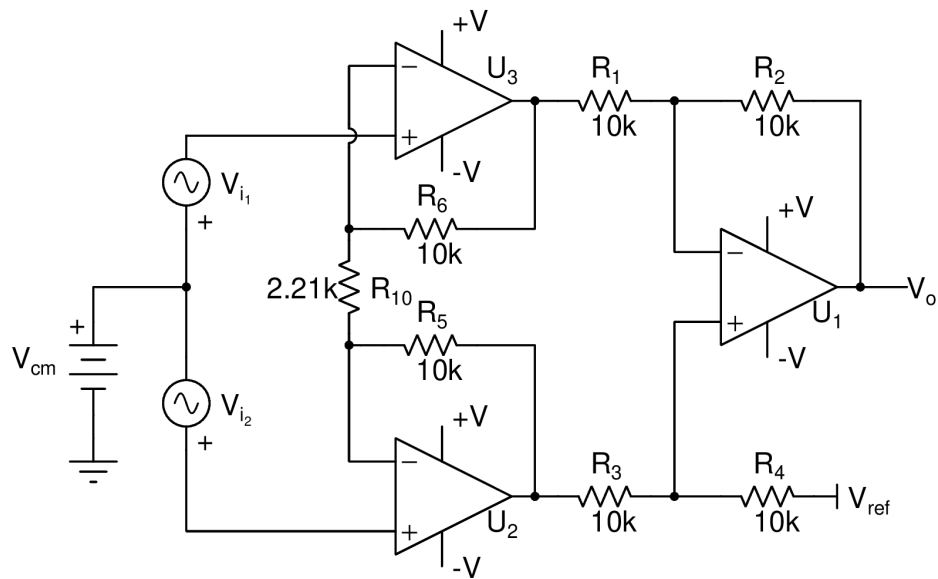 +V
U3
−
+
-V
R1
10k
R2
10k
Vi1
+
R6
10k
+V
−
+
U1
-V
Vo
2.21k
R10
+
Vcm
R5
10k
Vi2
+
+V
−
+
U2
-V
R3
10k
R4
10k
Vref